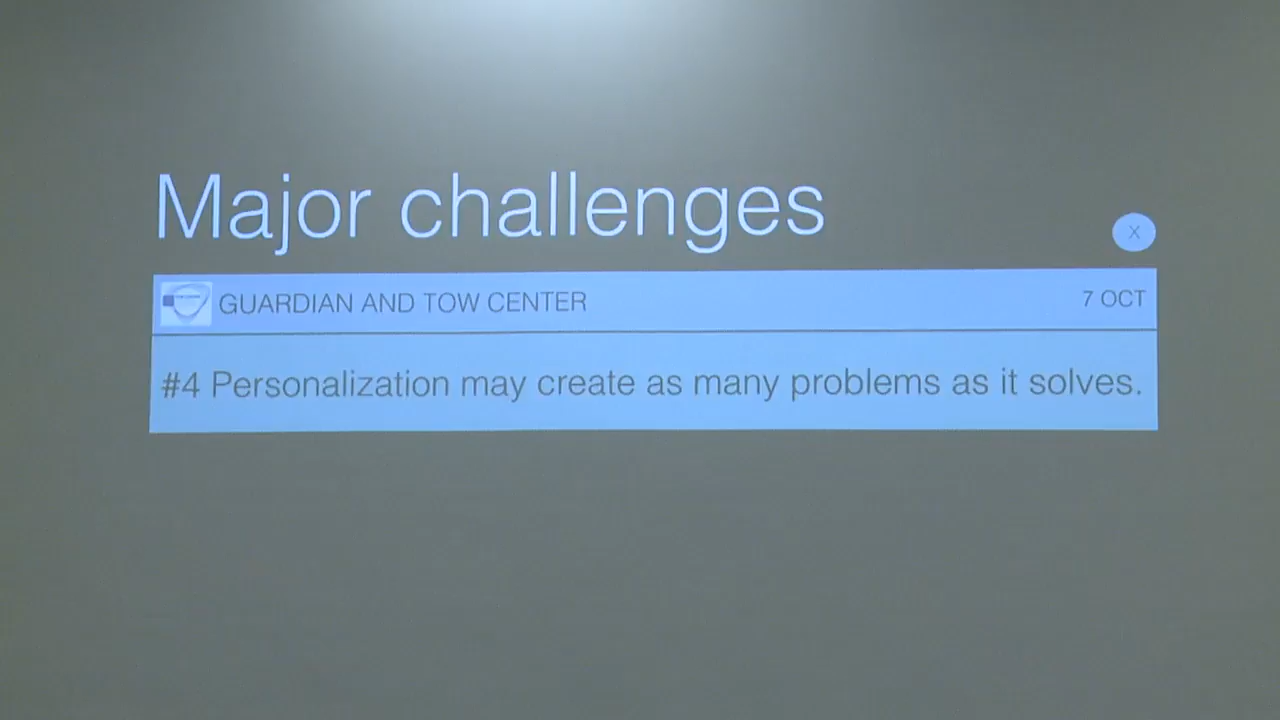 Major challenges
X
GUARDIAN AND TOW CENTER
7 OCT
#4 Personalization may create as many problems as it solves.